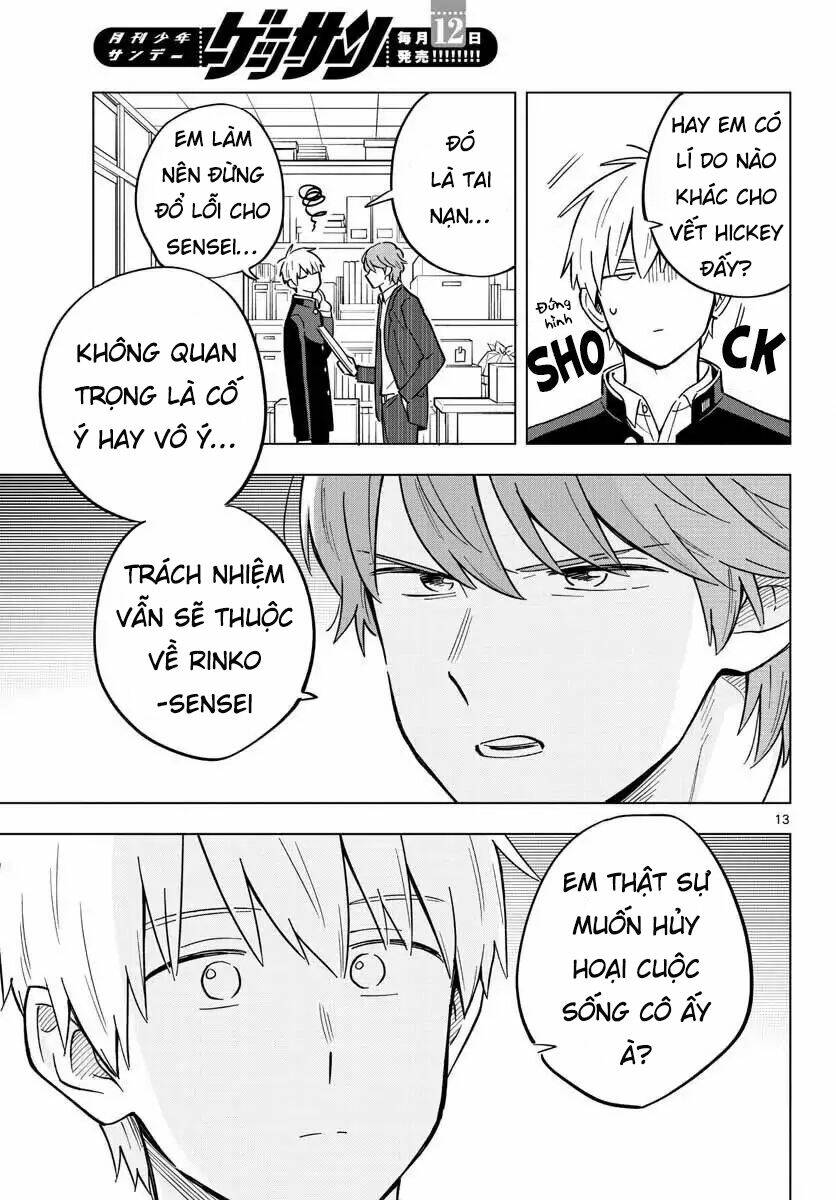 月刊少年
サンデー
ゲッサン
毎月12日
発売!!!!!!!!!
HAY EM CÓ
LÍ DO NÀO
KHÁC CHO
VẾT HICKEY
ĐẤY?
Đứng
hình
SHOCK
ĐÓ
LÀ TAI
NẠN...
EM LÀM
NÊN ĐỪNG
ĐỔ LỖI CHO
SENSEI...
KHÔNG QUAN
TRỌNG LÀ CỐ
Ý HAY VÔ Ý...
TRÁCH NHIỆM
VẪN SẼ THUỘC
VỀ RINKO
-SENSEI
13
EM THẬT SỰ
MUỐN HỦY
HOẠI CUỘC
SỐNG CÔ ẤY
À?